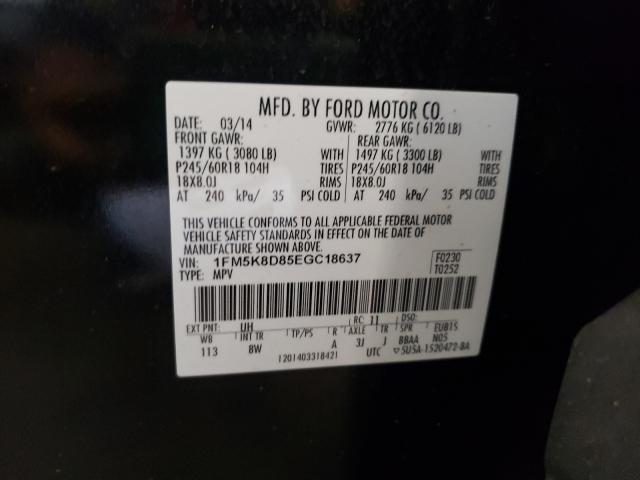 MFD. BY FORD MOTOR CO.
DATE: 03/14 GVWR: 2776 KG ( 6120 LB)
FRONT GAWR: REAR GAWR:
1397 KG ( 3080 LB) WITH 1497 KG ( 3300 LB) WITH
P245/60R18 104H TIRES P245/60R18 104H TIRES
18X8.0J RIMS 18X8.0J RIMS
AT 240 kPa/ 35 PSI COLD AT 240 kPa/ 35 PSI COLD
THIS VEHICLE CONFORMS TO ALL APPLICABLE FEDERAL MOTOR
VEHICLE SAFETY STANDARDS IN EFFECT ON THE DATE OF
MANUFACTURE SHOWN ABOVE.
VIN: 1FM5K8D85EGC18637 F0230
TYPE: MPV T0252
EXT PNT: UH RC: 11 DSO:
WB INT TR TP/PS R AXLE TR SPR EUB1S
113 8W A 3J J BBAA N05
1201403318421 UTC 5U5A-1520472-BA